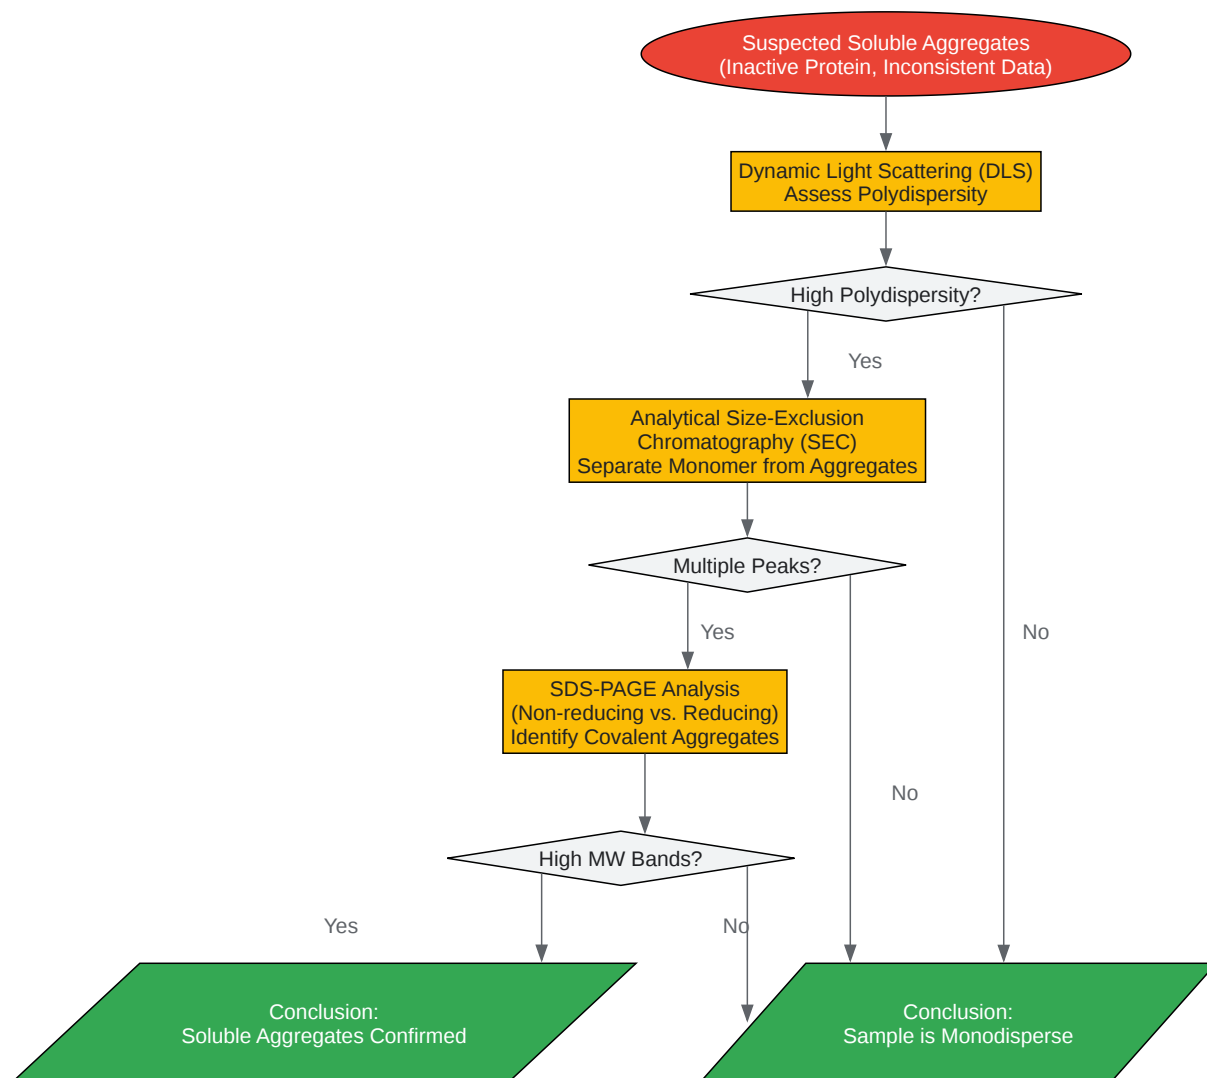 Suspected Soluble Aggregates
(Inactive Protein, Inconsistent Data)
Dynamic Light Scattering (DLS)
Assess Polydispersity
High Polydispersity?
Yes
Analytical Size-Exclusion
Chromatography (SEC)
Separate Monomer from Aggregates
Multiple Peaks?
Yes
No
SDS-PAGE Analysis
(Non-reducing vs. Reducing)
Identify Covalent Aggregates
No
High MW Bands?
Yes
No
Conclusion:
Soluble Aggregates Confirmed
Conclusion:
Sample is Monodisperse